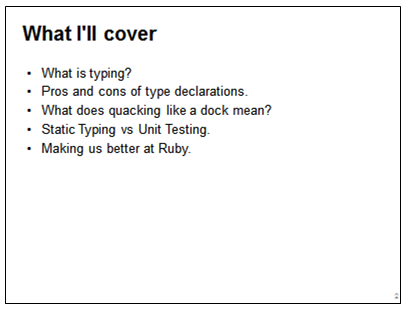 What I'll cover
• What is typing?
• Pros and cons of type declarations.
• What does quacking like a dock mean?
• Static Typing vs Unit Testing.
• Making us better at Ruby.